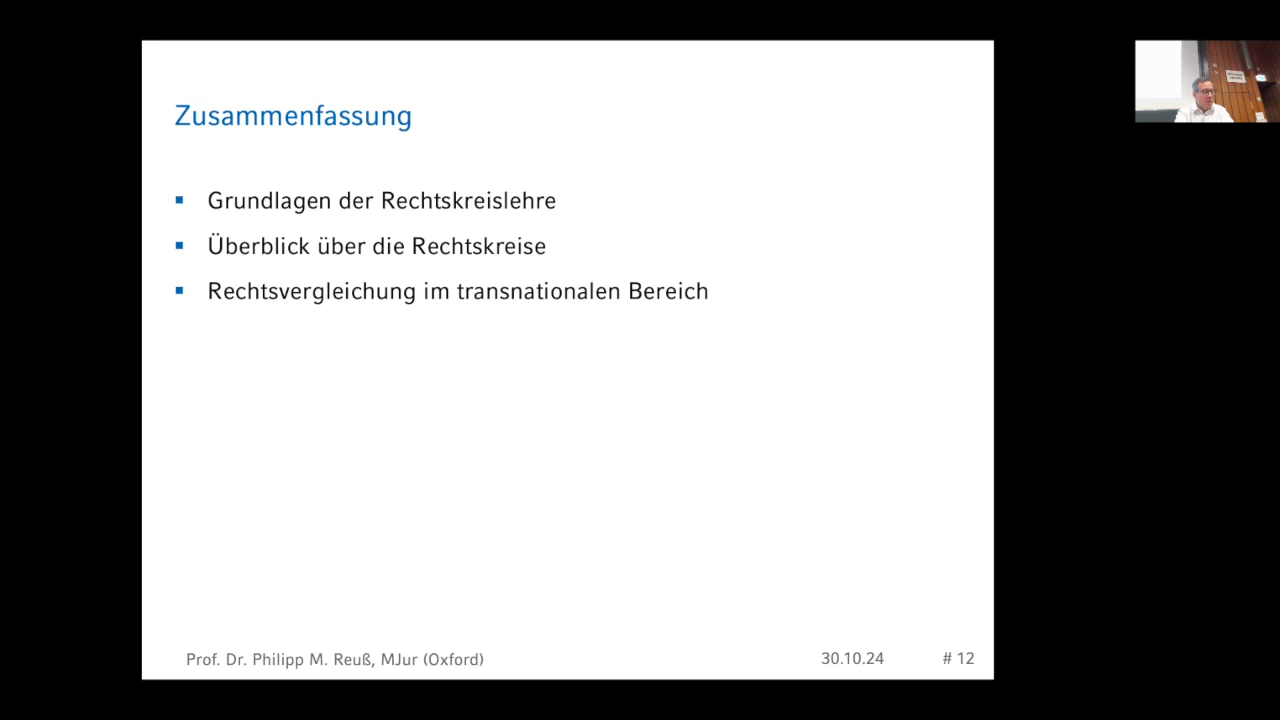 Zusammenfassung
Grundlagen der Rechtskreislehre
Überblick über die Rechtskreise
Rechtsvergleichung im transnationalen Bereich
Prof. Dr. Philipp M. Reuß, MJur (Oxford)
30.10.24
# 12